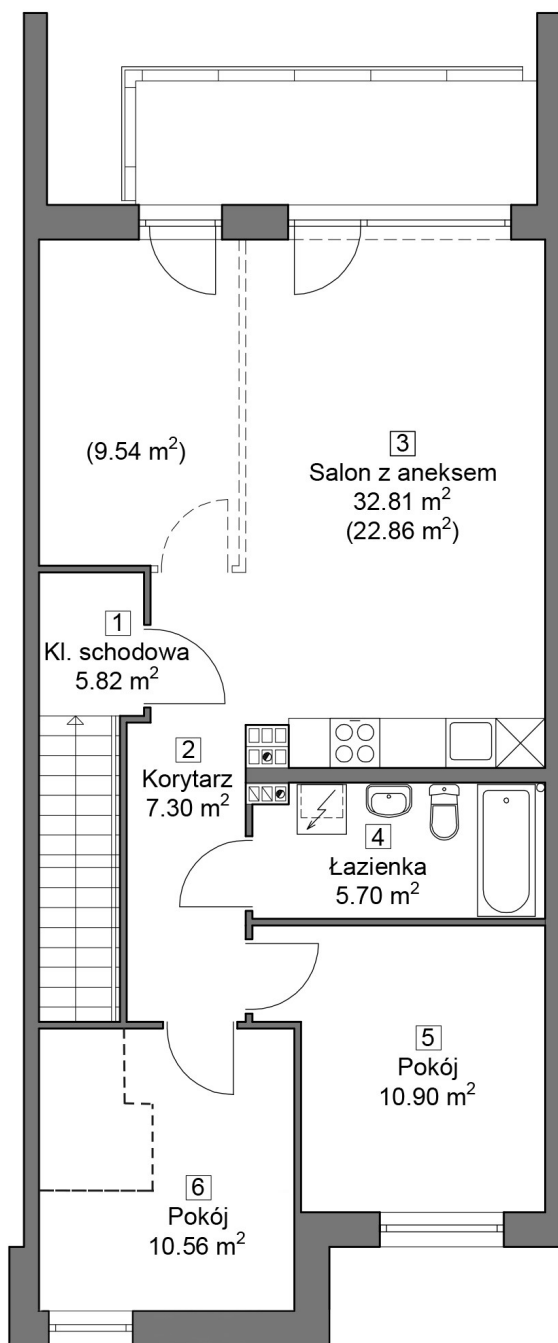 (9.54 m²)
3
Salon z aneksem
32.81 m²
(22.86 m²)
1
Kl. schodowa
5.82 m²
2
Korytarz
7.30 m²
4
Łazienka
5.70 m²
5
Pokój
10.90 m²
6
Pokój
10.56 m²